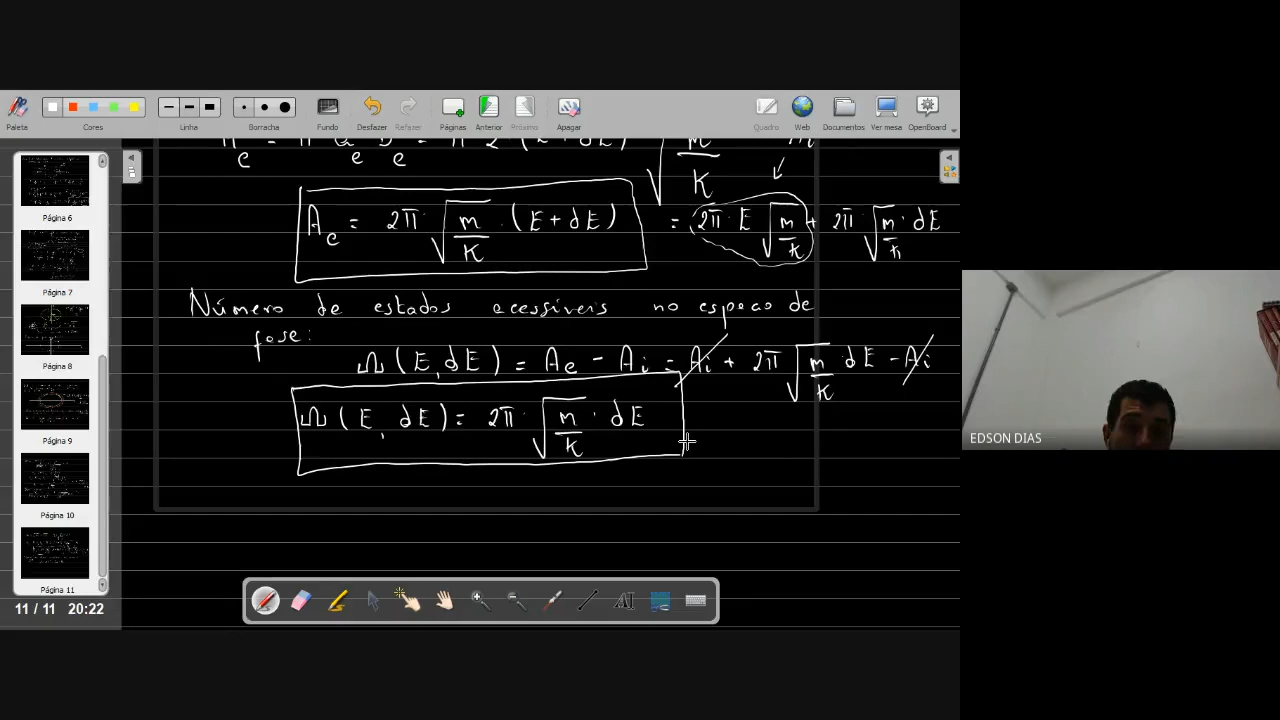 Paleta Cores Linha Borracha Fundo Desfazer Refazer Páginas Anterior Próximo Apagar Quadro Web Documentos Ver mesa OpenBoard
Página 6
Página 7
Página 8
Página 9
Página 10
Página 11
11 / 11 20:22
A_e = 2π · √(m/K) · (E + dE) = 2π · E √(m/k) + 2π · √(m/k) · dE
Número de estados acessíveis no espaço de
fase:
Ω (E, dE) = A_e - A_i = A_i + 2π √(m/K) dE - A_i
Ω (E, dE) = 2π · √(m/K) · dE
EDSON DIAS
AI